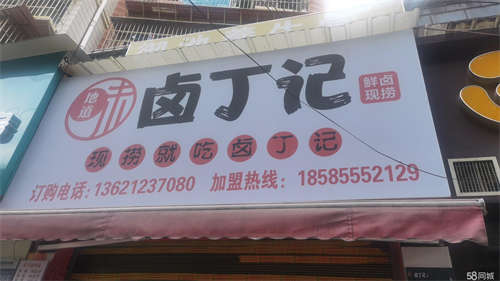 地道
味
卤丁记
鲜卤
现捞
现捞就吃卤丁记
订购电话:13621237080 加盟热线:18585552129
58同城